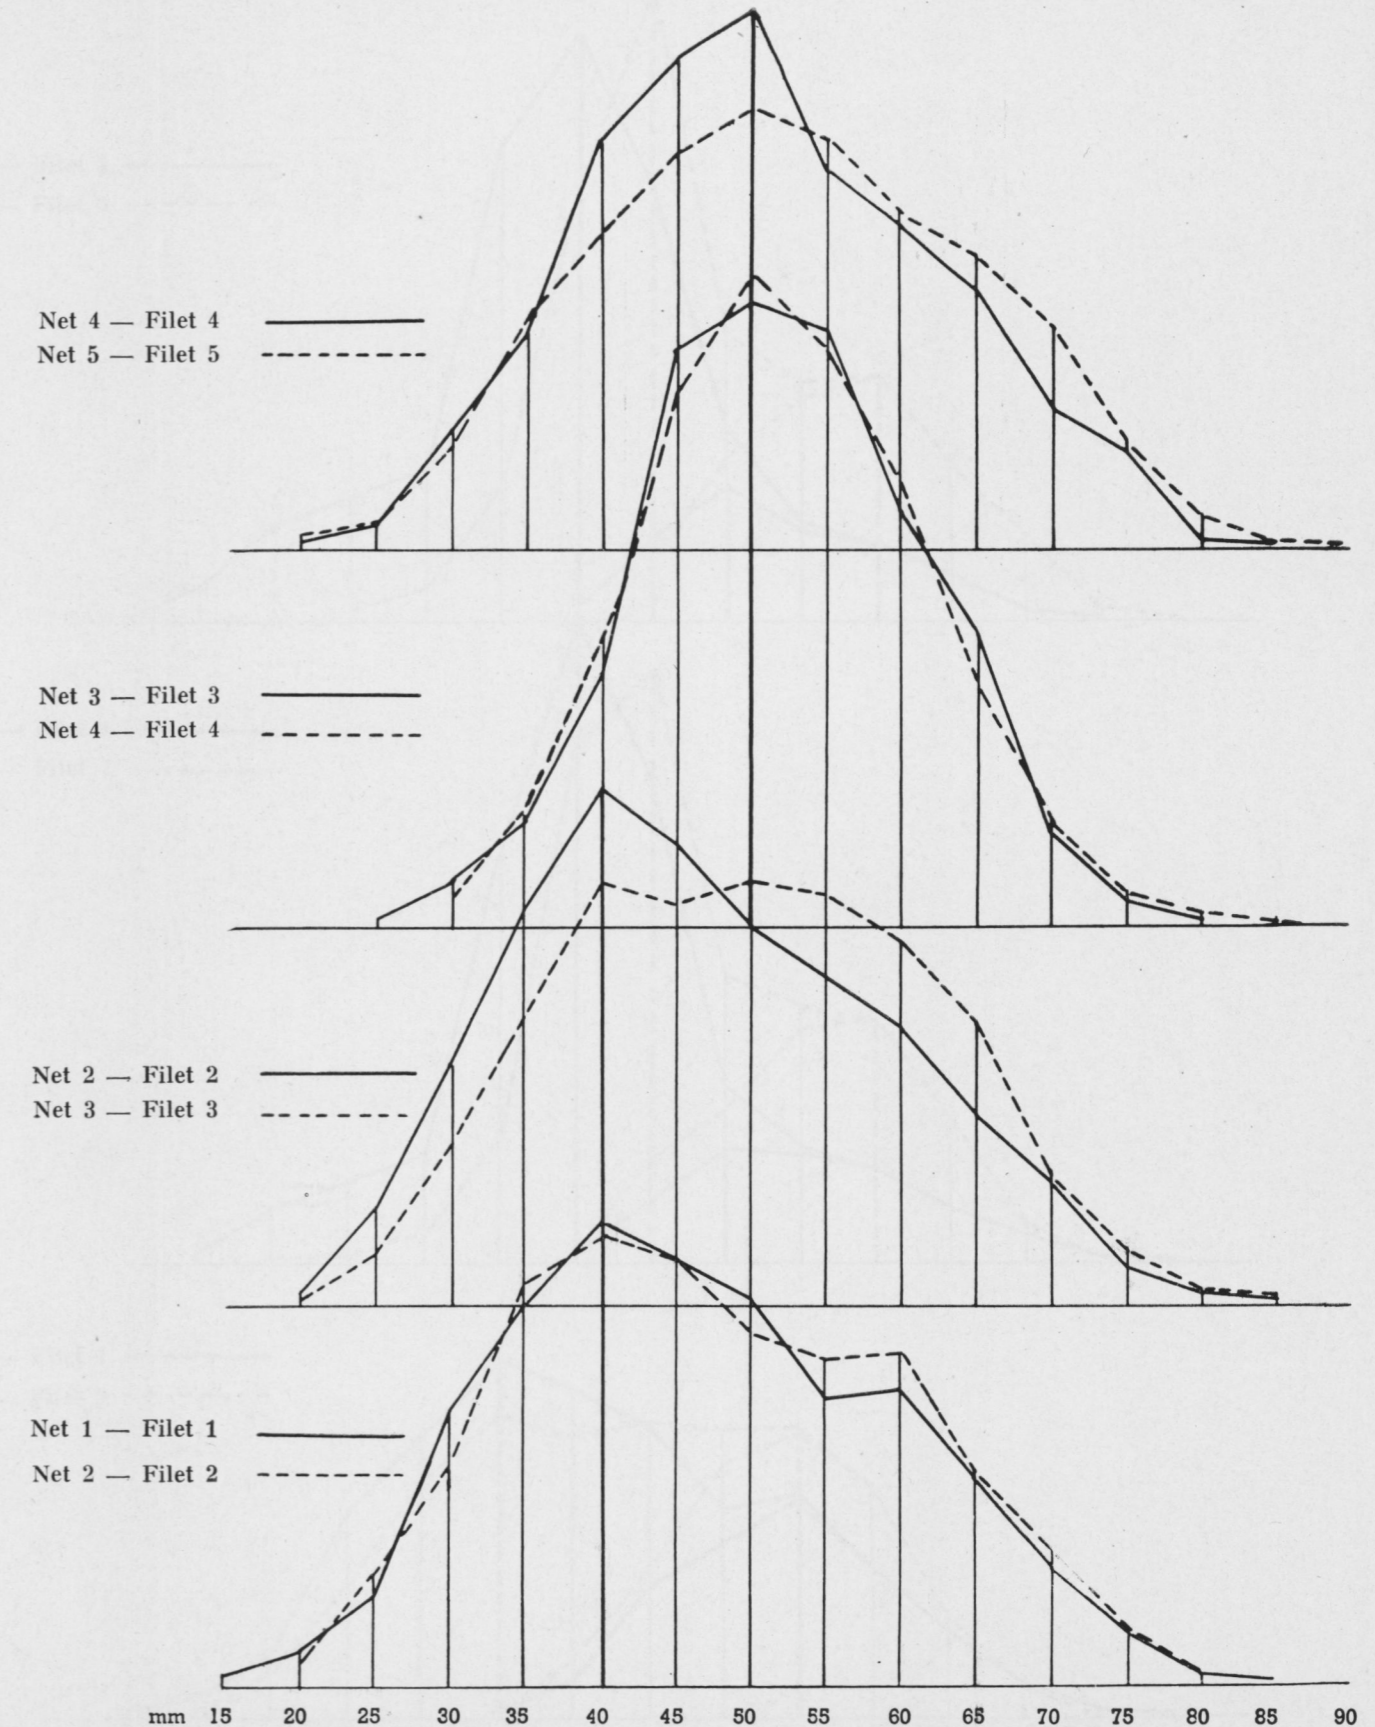 Net 4 — Filet 4
Net 5 — Filet 5
Net 3 — Filet 3
Net 4 — Filet 4
Net 2 — Filet 2
Net 3 — Filet 3
Net 1 — Filet 1
Net 2 — Filet 2
mm 15 20 25 30 35 40 45 50 55 60 65 70 75 80 85 90